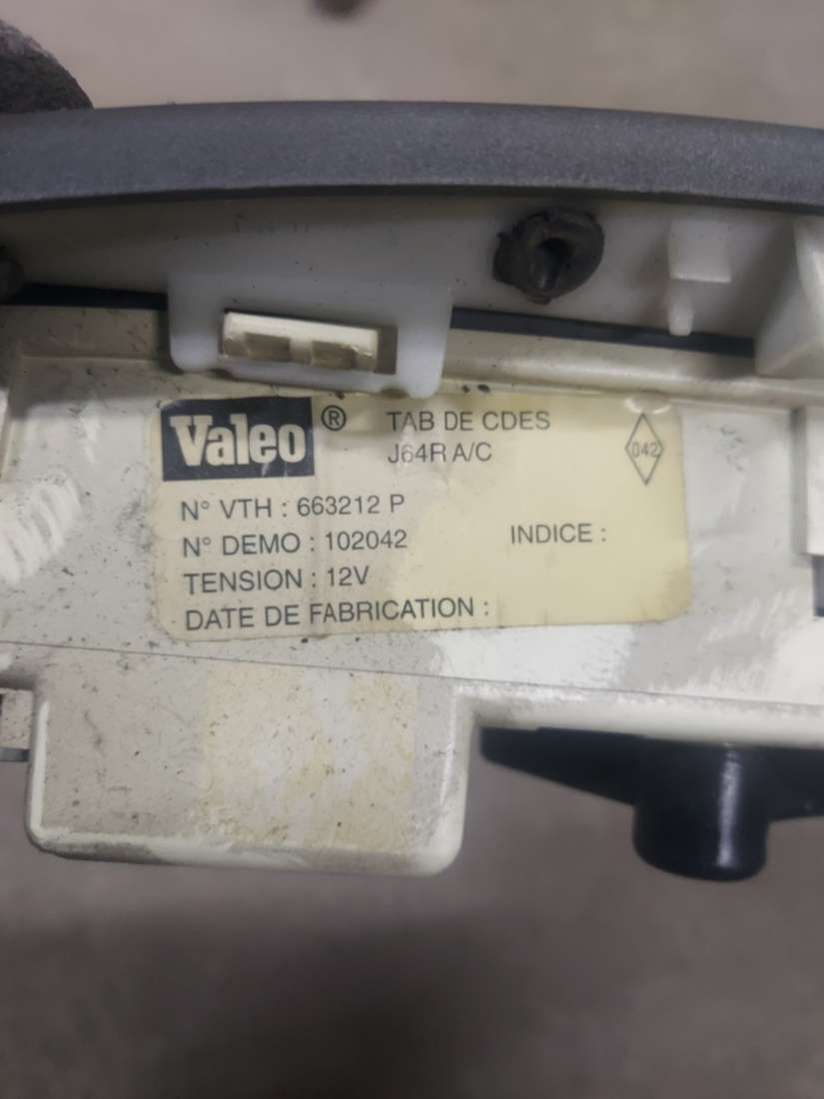 Valeo ® TAB DE CDES
J64R A/C
042
N° VTH : 663212 P
N° DEMO : 102042 INDICE :
TENSION : 12V
DATE DE FABRICATION :